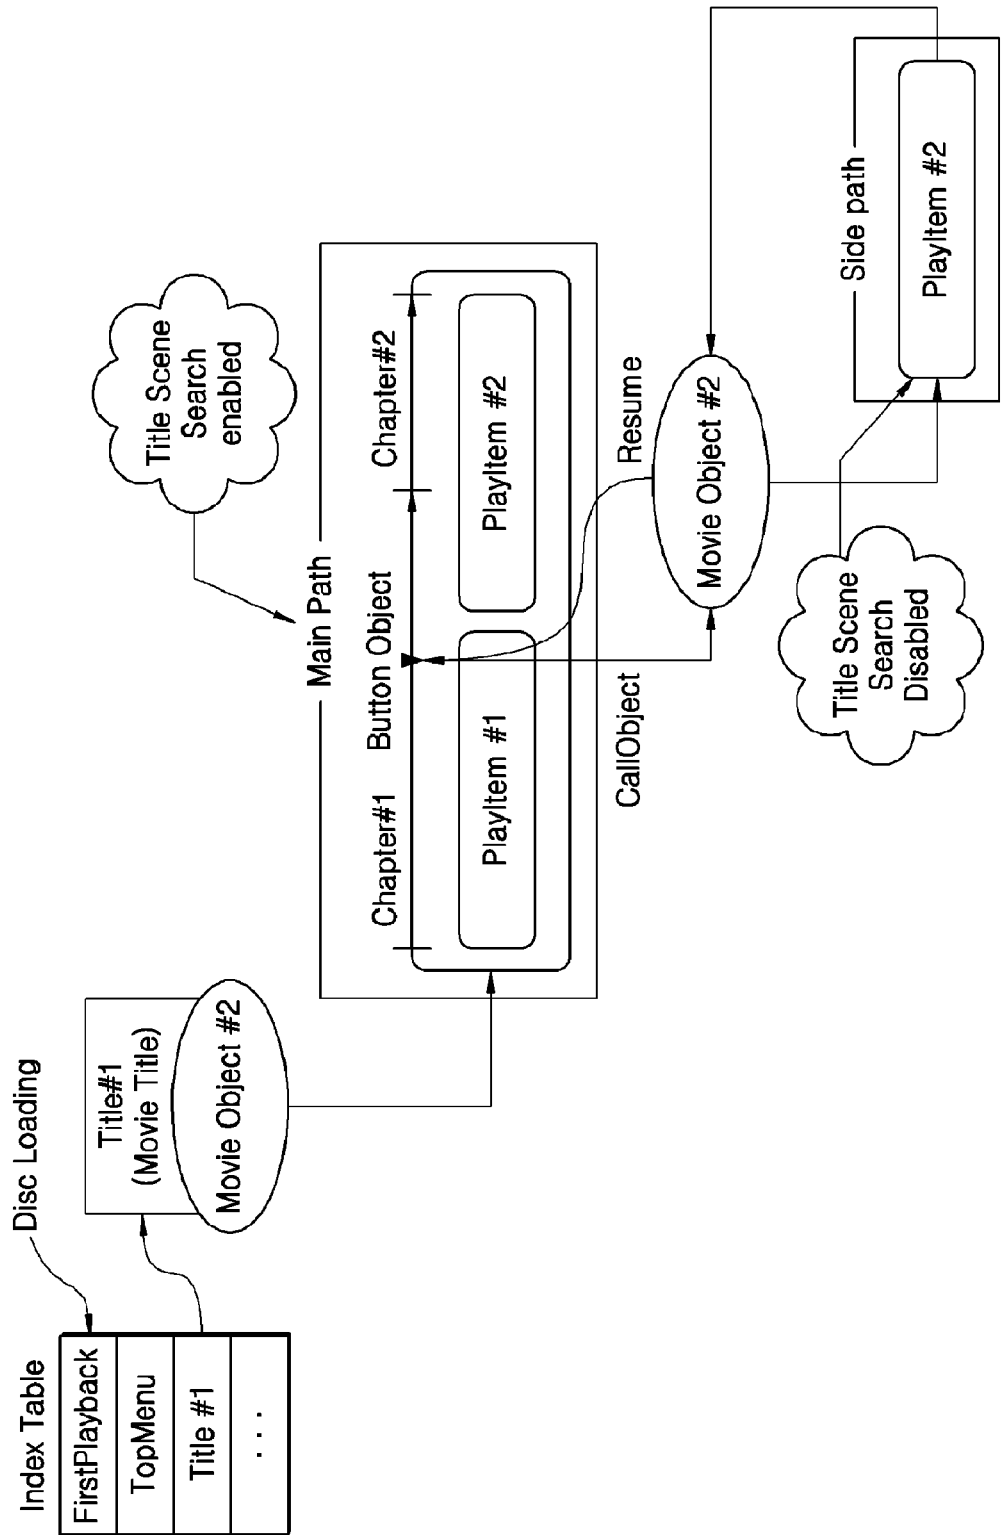 Index Table
FirstPlayback
TopMenu
Title #1
. . .
Disc Loading
Title#1
(Movie Title)
Movie Object #2
Title Scene
Search
enabled
Main Path
Chapter#1
Button Object
Chapter#2
PlayItem #1
PlayItem #2
CallObject
Resume
Movie Object #2
Title Scene
Search
Disabled
Side path
PlayItem #2